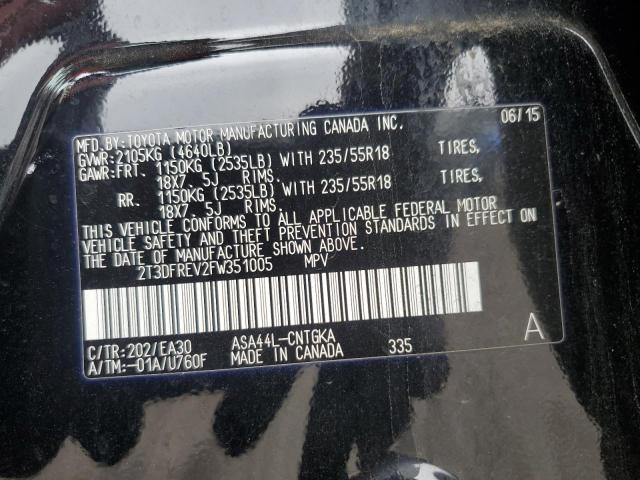 MFD.BY:TOYOTA MOTOR MANUFACTURING CANADA INC. 06/15
GVWR:2105KG (4640LB)
GAWR:FRT. 1150KG (2535LB) WITH 235/55R18 TIRES,
18X7. 5J RIMS.
RR. 1150KG (2535LB) WITH 235/55R18 TIRES,
18X7. 5J RIMS.
THIS VEHICLE CONFORMS TO ALL APPLICABLE FEDERAL MOTOR
VEHICLE SAFETY AND THEFT PREVENTION STANDARDS IN EFFECT ON
THE DATE OF MANUFACTURE SHOWN ABOVE.
2T3DFREV2FW351005 MPV
C/TR:202/EA30 ASA44L-CNTGKA 335 A
A/TM:-01A/U760F MADE IN CANADA